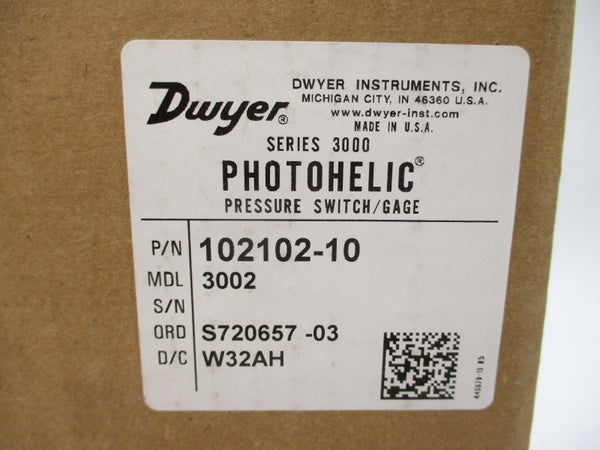 Dwyer®
DWYER INSTRUMENTS, INC.
MICHIGAN CITY, IN 46360 U.S.A.
www.dwyer-inst.com
MADE IN U.S.A.
SERIES 3000
PHOTOHELIC®
PRESSURE SWITCH/GAGE
P/N 102102-10
MDL 3002
S/N
ORD S720657 -03
D/C W32AH